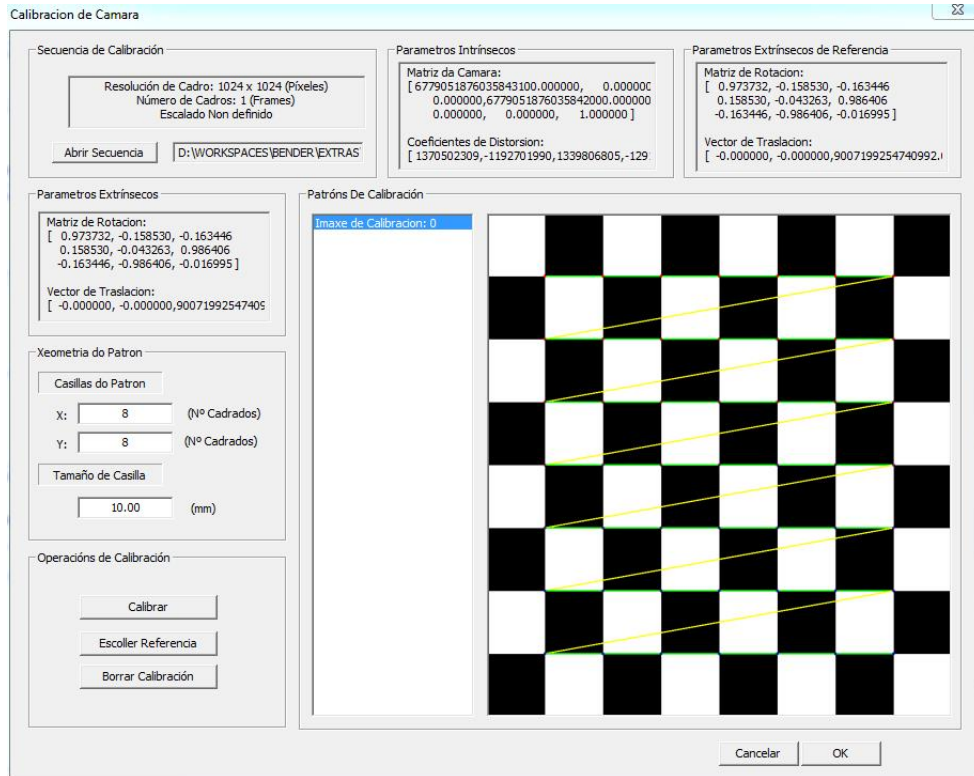 Calibracion de Camara
Secuencia de Calibración
Resolución de Cadro: 1024 x 1024 (Píxeles)
Número de Cadros: 1 (Frames)
Escalado Non definido
Abrir Secuencia
D:\WORKSPACES\BENDER\EXTRAS
Parametros Intrínsecos
Matriz da Camara:
[ 6779051876035843100.000000, 0.000000
0.000000,6779051876035842000.000000
0.000000, 0.000000, 1.000000 ]
Coeficientes de Distorsion:
[ 1370502309,-1192701990,1339806805,-129
Parametros Extrínsecos de Referencia
Matriz de Rotacion:
[ 0.973732, -0.158530, -0.163446
0.158530, -0.043263, 0.986406
-0.163446, -0.986406, -0.016995 ]
Vector de Traslacion:
[ -0.000000, -0.000000,9007199254740992.
Parametros Extrínsecos
Matriz de Rotacion:
[ 0.973732, -0.158530, -0.163446
0.158530, -0.043263, 0.986406
-0.163446, -0.986406, -0.016995 ]
Vector de Traslacion:
[ -0.000000, -0.000000,900719925474099
Xeometria do Patron
Casillas do Patron
X: 8 (Nº Cadrados)
Y: 8 (Nº Cadrados)
Tamaño de Casilla
10.00 (mm)
Operacións de Calibración
Calibrar
Escoller Referencia
Borrar Calibración
Patróns De Calibración
Imaxe de Calibracion: 0
Cancelar
OK